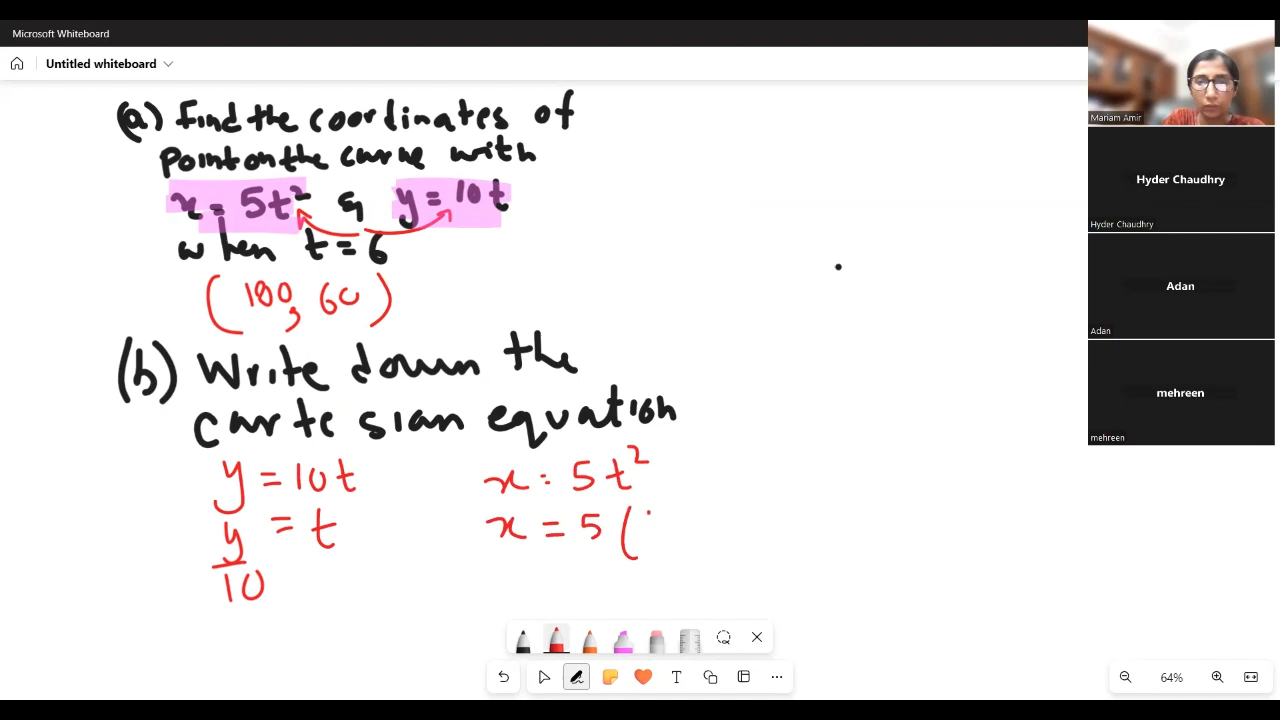 Microsoft Whiteboard
Untitled whiteboard
(a) Find the coordinates of
point on the curve with
x = 5t² & y = 10t
when t = 6
(180, 60)
(b) Write down the
cartesian equation
y = 10t
x = 5t²
y/10 = t
x = 5(
Mariam Amir
Hyder Chaudhry
Hyder Chaudhry
Adan
Adan
mehreen
mehreen
64%